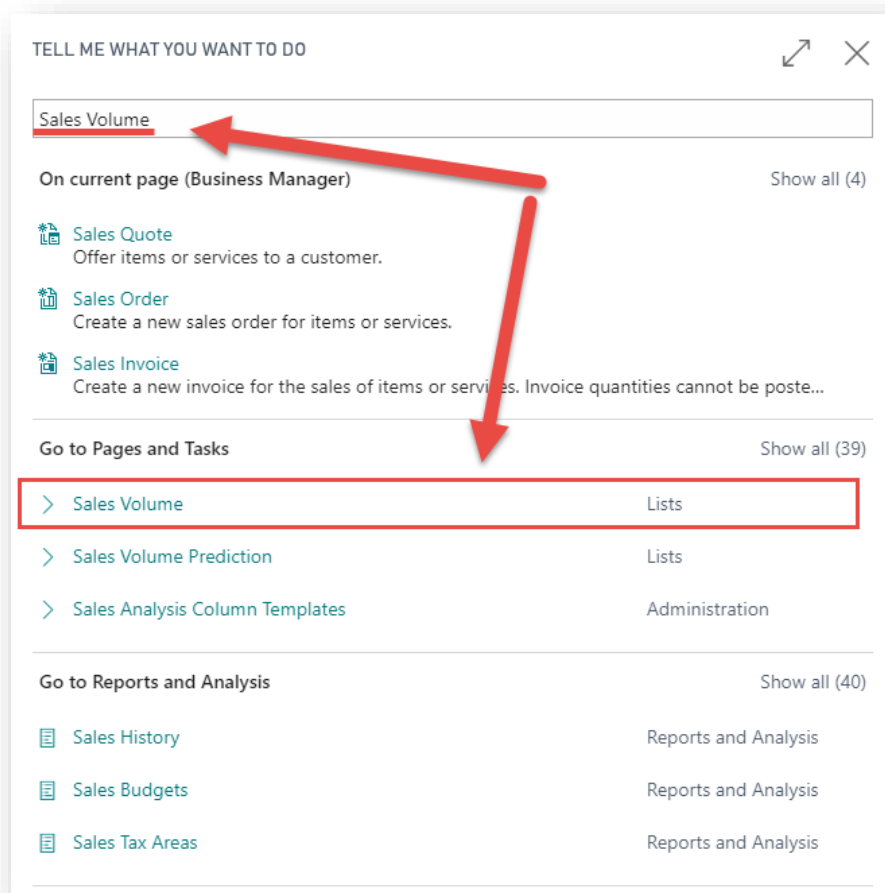 TELL ME WHAT YOU WANT TO DO
Sales Volume
On current page (Business Manager) Show all (4)
Sales Quote
Offer items or services to a customer.
Sales Order
Create a new sales order for items or services.
Sales Invoice
Create a new invoice for the sales of items or services. Invoice quantities cannot be poste...
Go to Pages and Tasks Show all (39)
Sales Volume Lists
Sales Volume Prediction Lists
Sales Analysis Column Templates Administration
Go to Reports and Analysis Show all (40)
Sales History Reports and Analysis
Sales Budgets Reports and Analysis
Sales Tax Areas Reports and Analysis